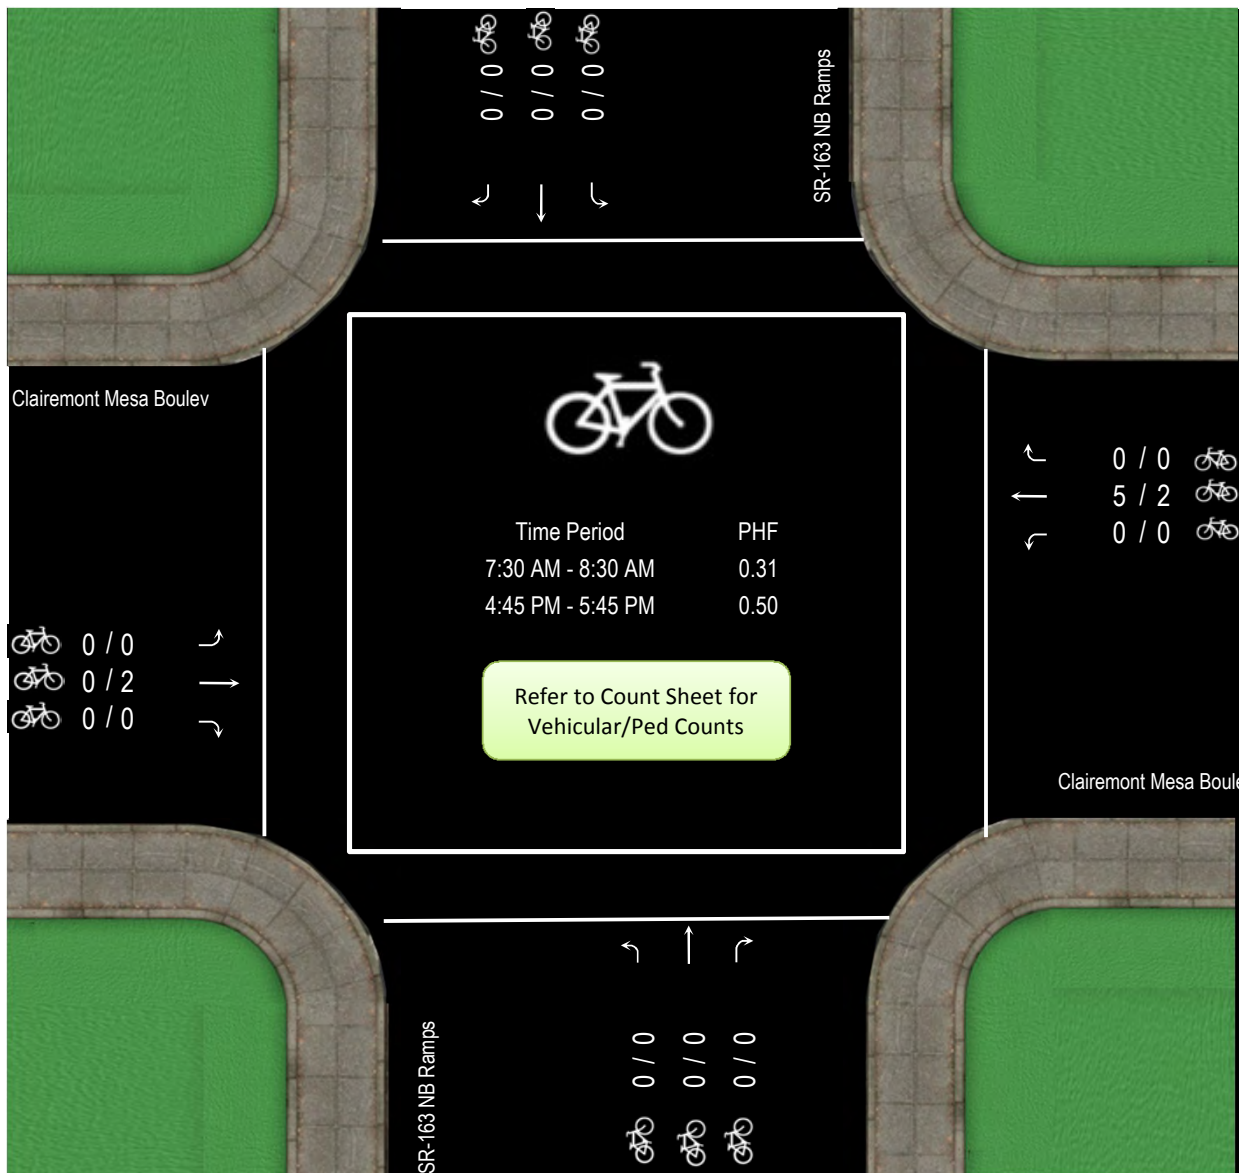 0 / 0
0 / 0
0 / 0
SR-163 NB Ramps
Clairemont Mesa Boulev
0 / 0
5 / 2
0 / 0
Time Period PHF
7:30 AM - 8:30 AM 0.31
4:45 PM - 5:45 PM 0.50
0 / 0
0 / 2
0 / 0
Refer to Count Sheet for
Vehicular/Ped Counts
Clairemont Mesa Boule
SR-163 NB Ramps
0 / 0
0 / 0
0 / 0